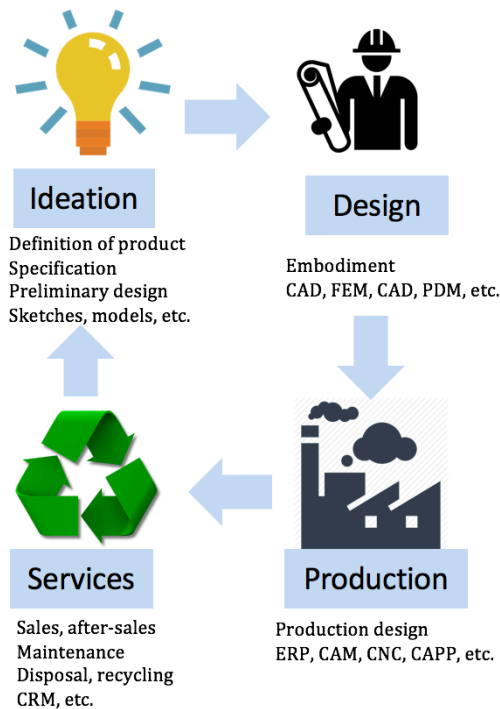 Ideation
Definition of product
Specification
Preliminary design
Sketches, models, etc.
Design
Embodiment
CAD, FEM, CAD, PDM, etc.
Production
Production design
ERP, CAM, CNC, CAPP, etc.
Services
Sales, after-sales
Maintenance
Disposal, recycling
CRM, etc.